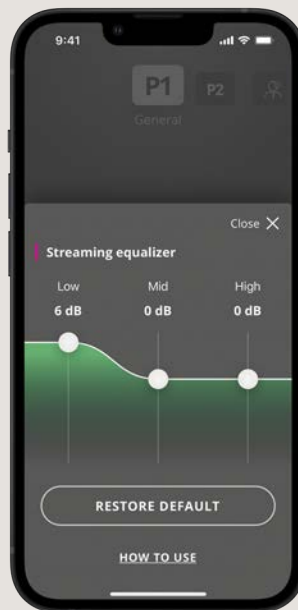 9:41
P1 P2
General
Close
Streaming equalizer
Low Mid High
6 dB 0 dB 0 dB
RESTORE DEFAULT
HOW TO USE